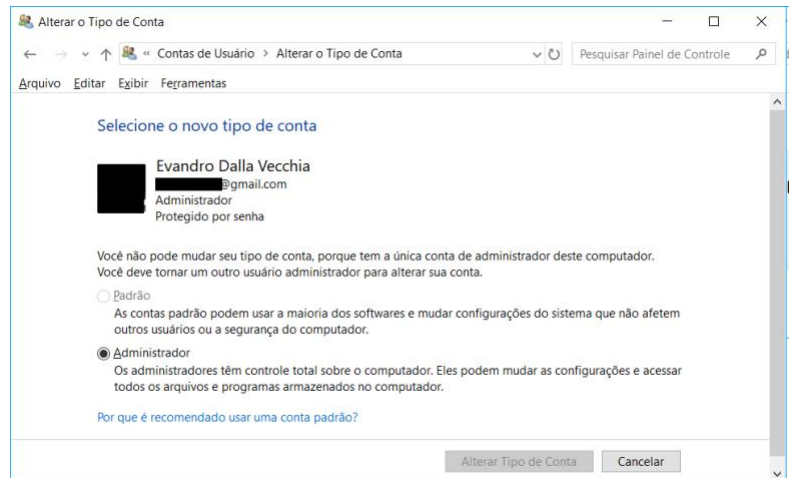 Alterar o Tipo de Conta
« Contas de Usuário > Alterar o Tipo de Conta
Pesquisar Painel de Controle
Arquivo Editar Exibir Ferramentas
Selecione o novo tipo de conta
Evandro Dalla Vecchia
@gmail.com
Administrador
Protegido por senha
Você não pode mudar seu tipo de conta, porque tem a única conta de administrador deste computador.
Você deve tornar um outro usuário administrador para alterar sua conta.
Padrão
As contas padrão podem usar a maioria dos softwares e mudar configurações do sistema que não afetem
outros usuários ou a segurança do computador.
Administrador
Os administradores têm controle total sobre o computador. Eles podem mudar as configurações e acessar
todos os arquivos e programas armazenados no computador.
Por que é recomendado usar uma conta padrão?
Alterar Tipo de Conta Cancelar